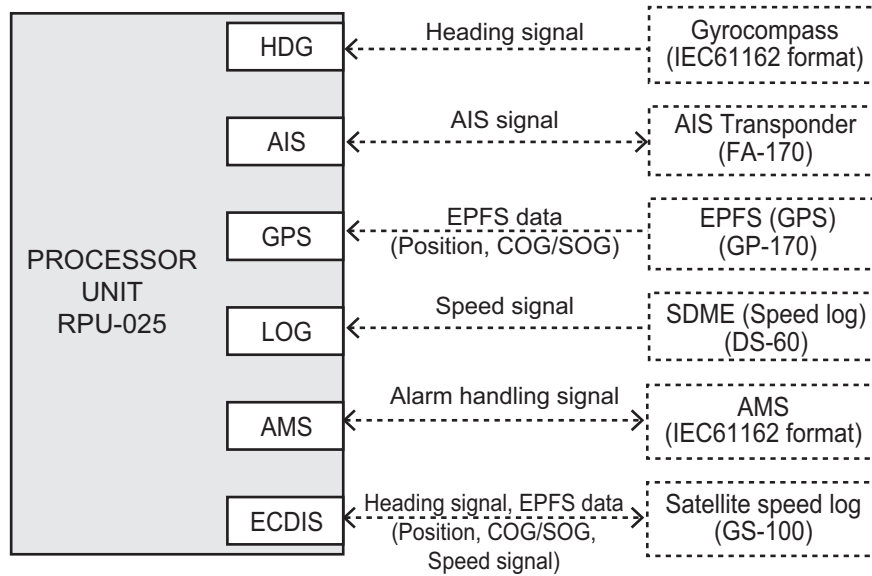 PROCESSOR
UNIT
RPU-025
HDG
Heading signal
Gyrocompass
(IEC61162 format)
AIS
AIS signal
AIS Transponder
(FA-170)
GPS
EPFS data
(Position, COG/SOG)
EPFS (GPS)
(GP-170)
LOG
Speed signal
SDME (Speed log)
(DS-60)
AMS
Alarm handling signal
AMS
(IEC61162 format)
ECDIS
Heading signal, EPFS data
(Position, COG/SOG,
Speed signal)
Satellite speed log
(GS-100)